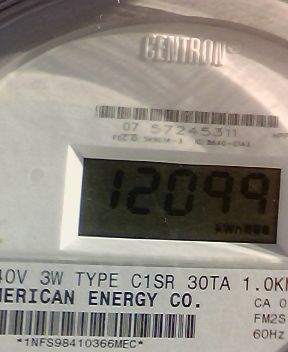 CENTRON®
07 57245311
12099
40V 3W TYPE C1SR 30TA 1.0K
MERICAN ENERGY CO.
CA 0
FM2S
60Hz
*1NFS98410366MEC*